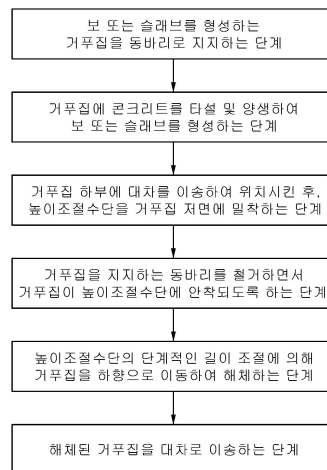 보 또는 슬래브를 형성하는
거푸집을 동바리로 지지하는 단계
거푸집에 콘크리트를 타설 및 양생하여
보 또는 슬래브를 형성하는 단계
거푸집 하부에 대차를 이송하여 위치시킨 후,
높이조절수단을 거푸집 저면에 밀착하는 단계
거푸집을 지지하는 동바리를 철거하면서
거푸집이 높이조절수단에 안착되도록 하는 단계
높이조절수단의 단계적인 길이 조절에 의해
거푸집을 하향으로 이동하여 해체하는 단계
해체된 거푸집을 대차로 이송하는 단계